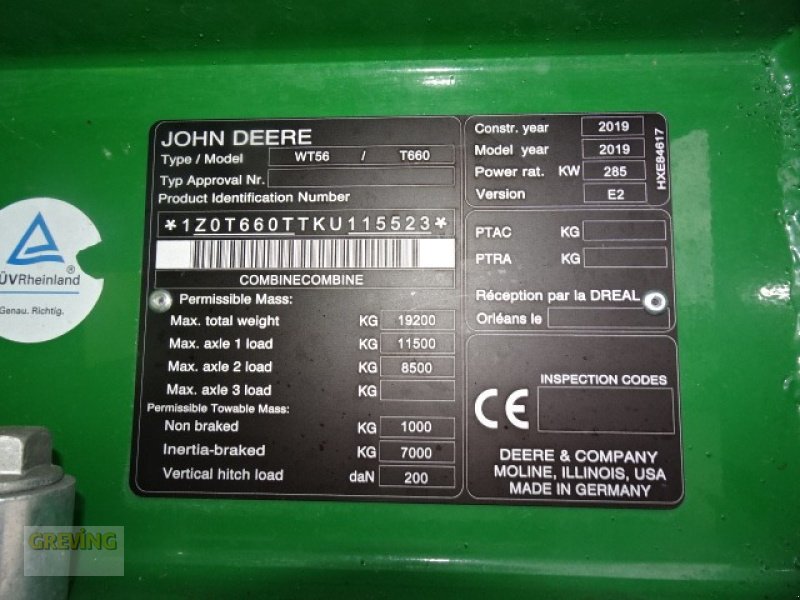 JOHN DEERE
Type / Model WT56 / T660
Typ Approval Nr.
Product Identification Number
*1Z0T660TTKU115523*
COMBINECOMBINE
Permissible Mass:
Max. total weight KG 19200
Max. axle 1 load KG 11500
Max. axle 2 load KG 8500
Max. axle 3 load KG
Permissible Towable Mass:
Non braked KG 1000
Inertia-braked KG 7000
Vertical hitch load daN 200
Constr. year 2019
Model year 2019
Power rat. KW 285
Version E2
HXE84617
PTAC KG
PTRA KG
Réception par la DREAL
Orléans le
INSPECTION CODES
CE
DEERE & COMPANY
MOLINE, ILLINOIS, USA
MADE IN GERMANY
ÜVRheinland®
Genau. Richtig.
GREVING